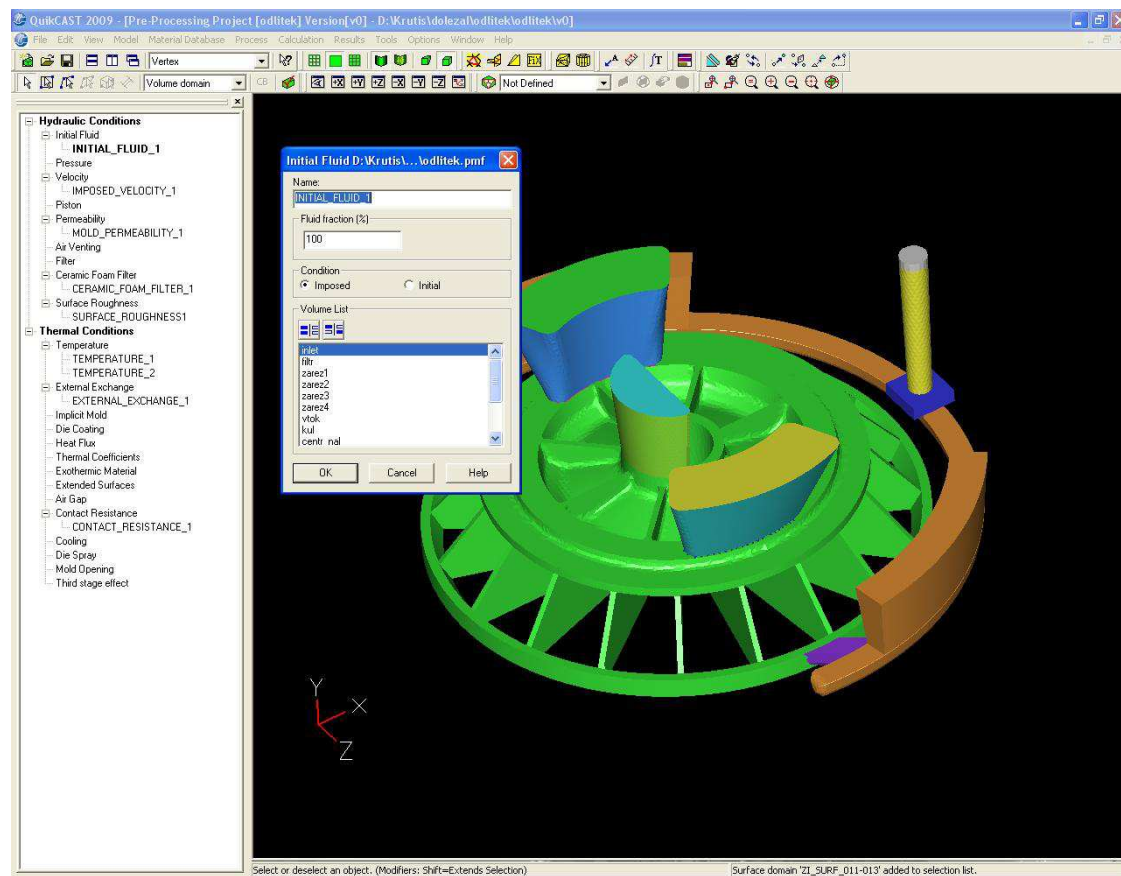 QuikCAST 2009 - [Pre-Processing Project [odlitek] Version[v0] - D:\Krutis\dolezal\odlitek\odlitek\v0]
File Edit View Model Material Database Process Calculation Results Tools Options Window Help
Vertex
Volume domain
CB
+X +Y +Z -X -Y -Z
Not Defined
Hydraulic Conditions
Initial Fluid
INITIAL_FLUID_1
Pressure
Velocity
IMPOSED_VELOCITY_1
Piston
Permeability
MOLD_PERMEABILITY_1
Air Venting
Filter
Ceramic Foam Filter
CERAMIC_FOAM_FILTER_1
Surface Roughness
SURFACE_ROUGHNESS1
Thermal Conditions
Temperature
TEMPERATURE_1
TEMPERATURE_2
External Exchange
EXTERNAL_EXCHANGE_1
Implicit Mold
Die Coating
Heat Flux
Thermal Coefficients
Exothermic Material
Extended Surfaces
Air Gap
Contact Resistance
CONTACT_RESISTANCE_1
Cooling
Die Spray
Mold Opening
Third stage effect
Initial Fluid D:\Krutis\...\odlitek.pmf
Name:
INITIAL_FLUID_1
Fluid fraction (%)
100
Condition
Imposed Initial
Volume List
inlet
filtr
zarez1
zarez2
zarez3
zarez4
vtok
kul
centr_nal
OK Cancel Help
Y
X
Z
Select or deselect an object. (Modifiers: Shift=Extends Selection)
Surface domain 'ZI_SURF_011-013' added to selection list.